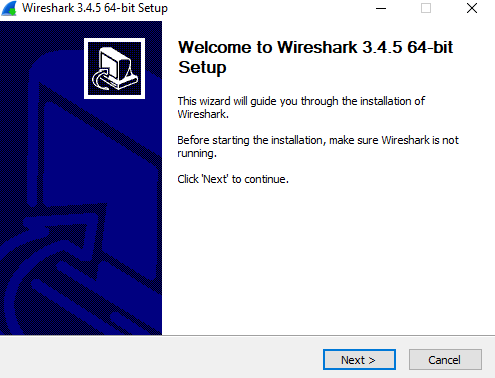 Wireshark 3.4.5 64-bit Setup
Welcome to Wireshark 3.4.5 64-bit
Setup
This wizard will guide you through the installation of
Wireshark.
Before starting the installation, make sure Wireshark is not
running.
Click 'Next' to continue.
Next >
Cancel